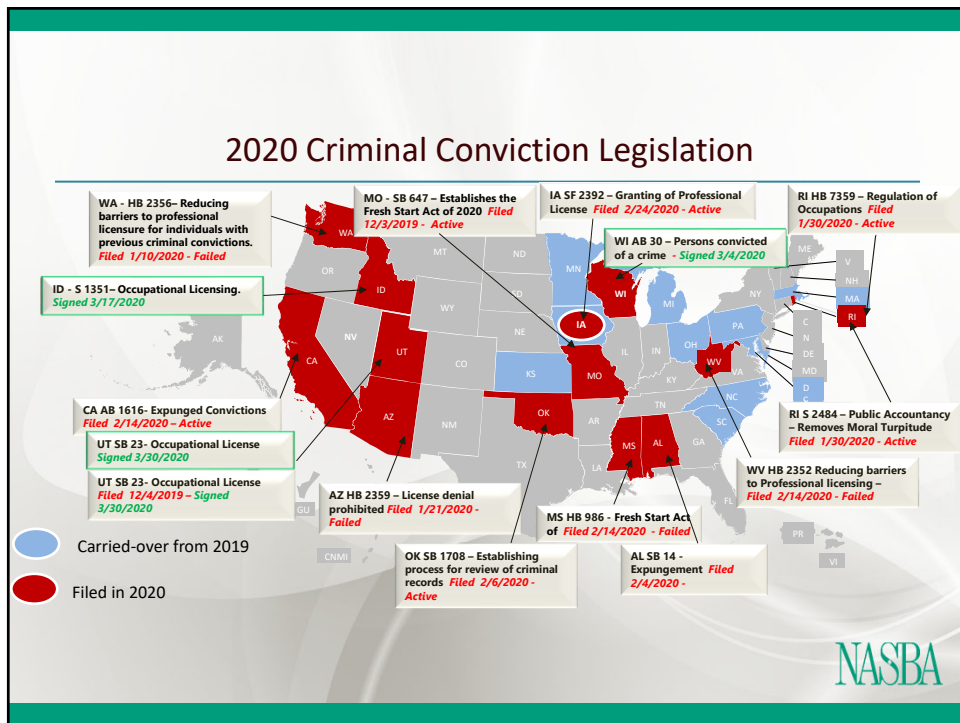 2020 Criminal Conviction Legislation
WA - HB 2356– Reducing
barriers to professional
licensure for individuals with
previous criminal convictions.
Filed 1/10/2020 - Failed
MO - SB 647 – Establishes the
Fresh Start Act of 2020 Filed
12/3/2019 - Active
IA SF 2392 – Granting of Professional
License Filed 2/24/2020 - Active
RI HB 7359 – Regulation of
Occupations Filed
1/30/2020 - Active
WI AB 30 – Persons convicted
of a crime - Signed 3/4/2020
ID - S 1351– Occupational Licensing.
Signed 3/17/2020
WA
MT
ND
MN
ME
V
OR
ID
SD
WI
MI
NY
NH
MA
WY
RI
AK
NE
IA
PA
C
NV
UT
CO
IL
IN
OH
N
DE
CA
KS
MO
WV
VA
MD
KY
D
C
NC
TN
AZ
NM
OK
AR
SC
MS
AL
GA
TX
LA
FL
CA AB 1616- Expunged Convictions
Filed 2/14/2020 – Active
UT SB 23- Occupational License
Signed 3/30/2020
UT SB 23- Occupational License
Filed 12/4/2019 – Signed
3/30/2020
RI S 2484 – Public Accountancy
– Removes Moral Turpitude
Filed 1/30/2020 - Active
WV HB 2352 Reducing barriers
to Professional licensing –
Filed 2/14/2020 - Failed
AZ HB 2359 – License denial
prohibited Filed 1/21/2020 -
Failed
MS HB 986 - Fresh Start Act
of Filed 2/14/2020 - Failed
OK SB 1708 – Establishing
process for review of criminal
records Filed 2/6/2020 -
Active
AL SB 14 -
Expungement Filed
2/4/2020 -
GU
CNMI
PR
VI
Carried-over from 2019
Filed in 2020
NASBA